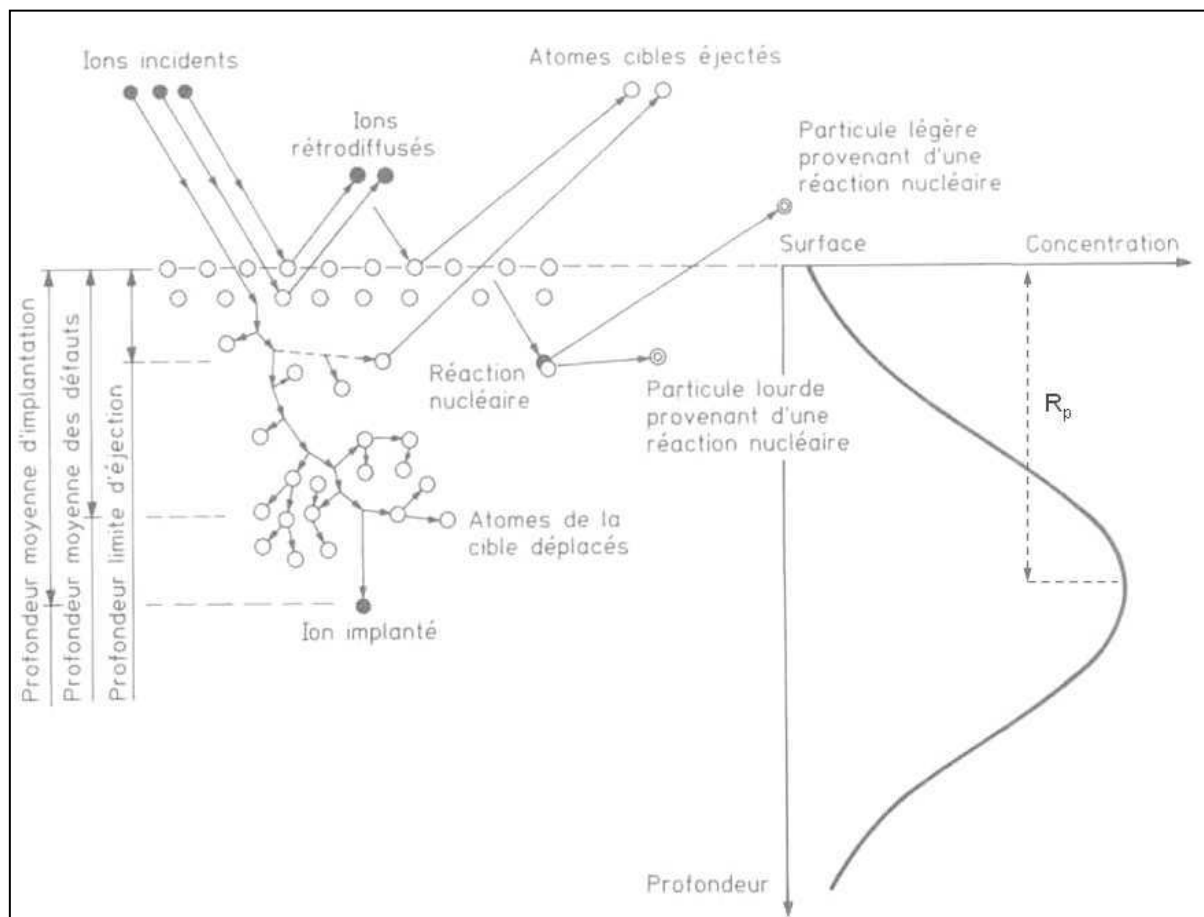 Ions incidents
Atomes cibles éjectés
Ions
rétrodiffusés
Particule légère
provenant d'une
réaction nucléaire
Surface
Concentration
Profondeur moyenne d'implantation
Profondeur moyenne des défauts
Profondeur limite d'éjection
Réaction
nucléaire
Particule lourde
provenant d'une
réaction nucléaire
Rp
Atomes de la
cible déplacés
Ion implanté
Profondeur